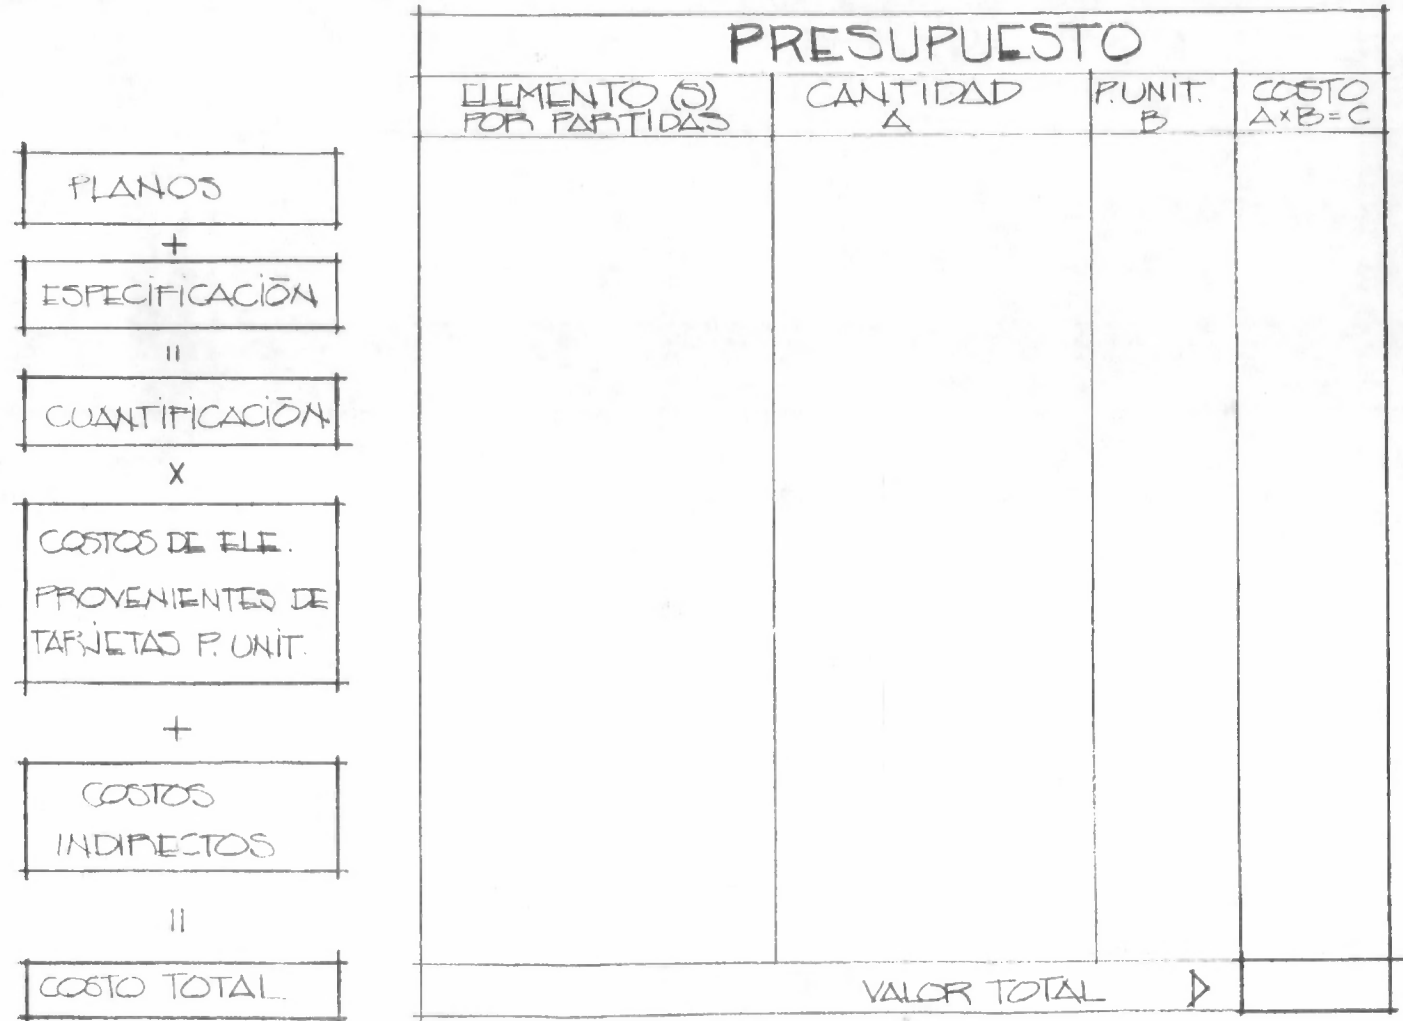 PLANOS
+
ESPECIFICACIÓN
=
CUANTIFICACIÓN
X
COSTOS DE ELE.
PROVENIENTES DE
TARJETAS P. UNIT.
+
COSTOS
INDIRECTOS
=
COSTO TOTAL
PRESUPUESTO
ELEMENTO (S)
POR PARTIDAS
CANTIDAD
A
P.UNIT.
B
COSTO
A×B=C
VALOR TOTAL